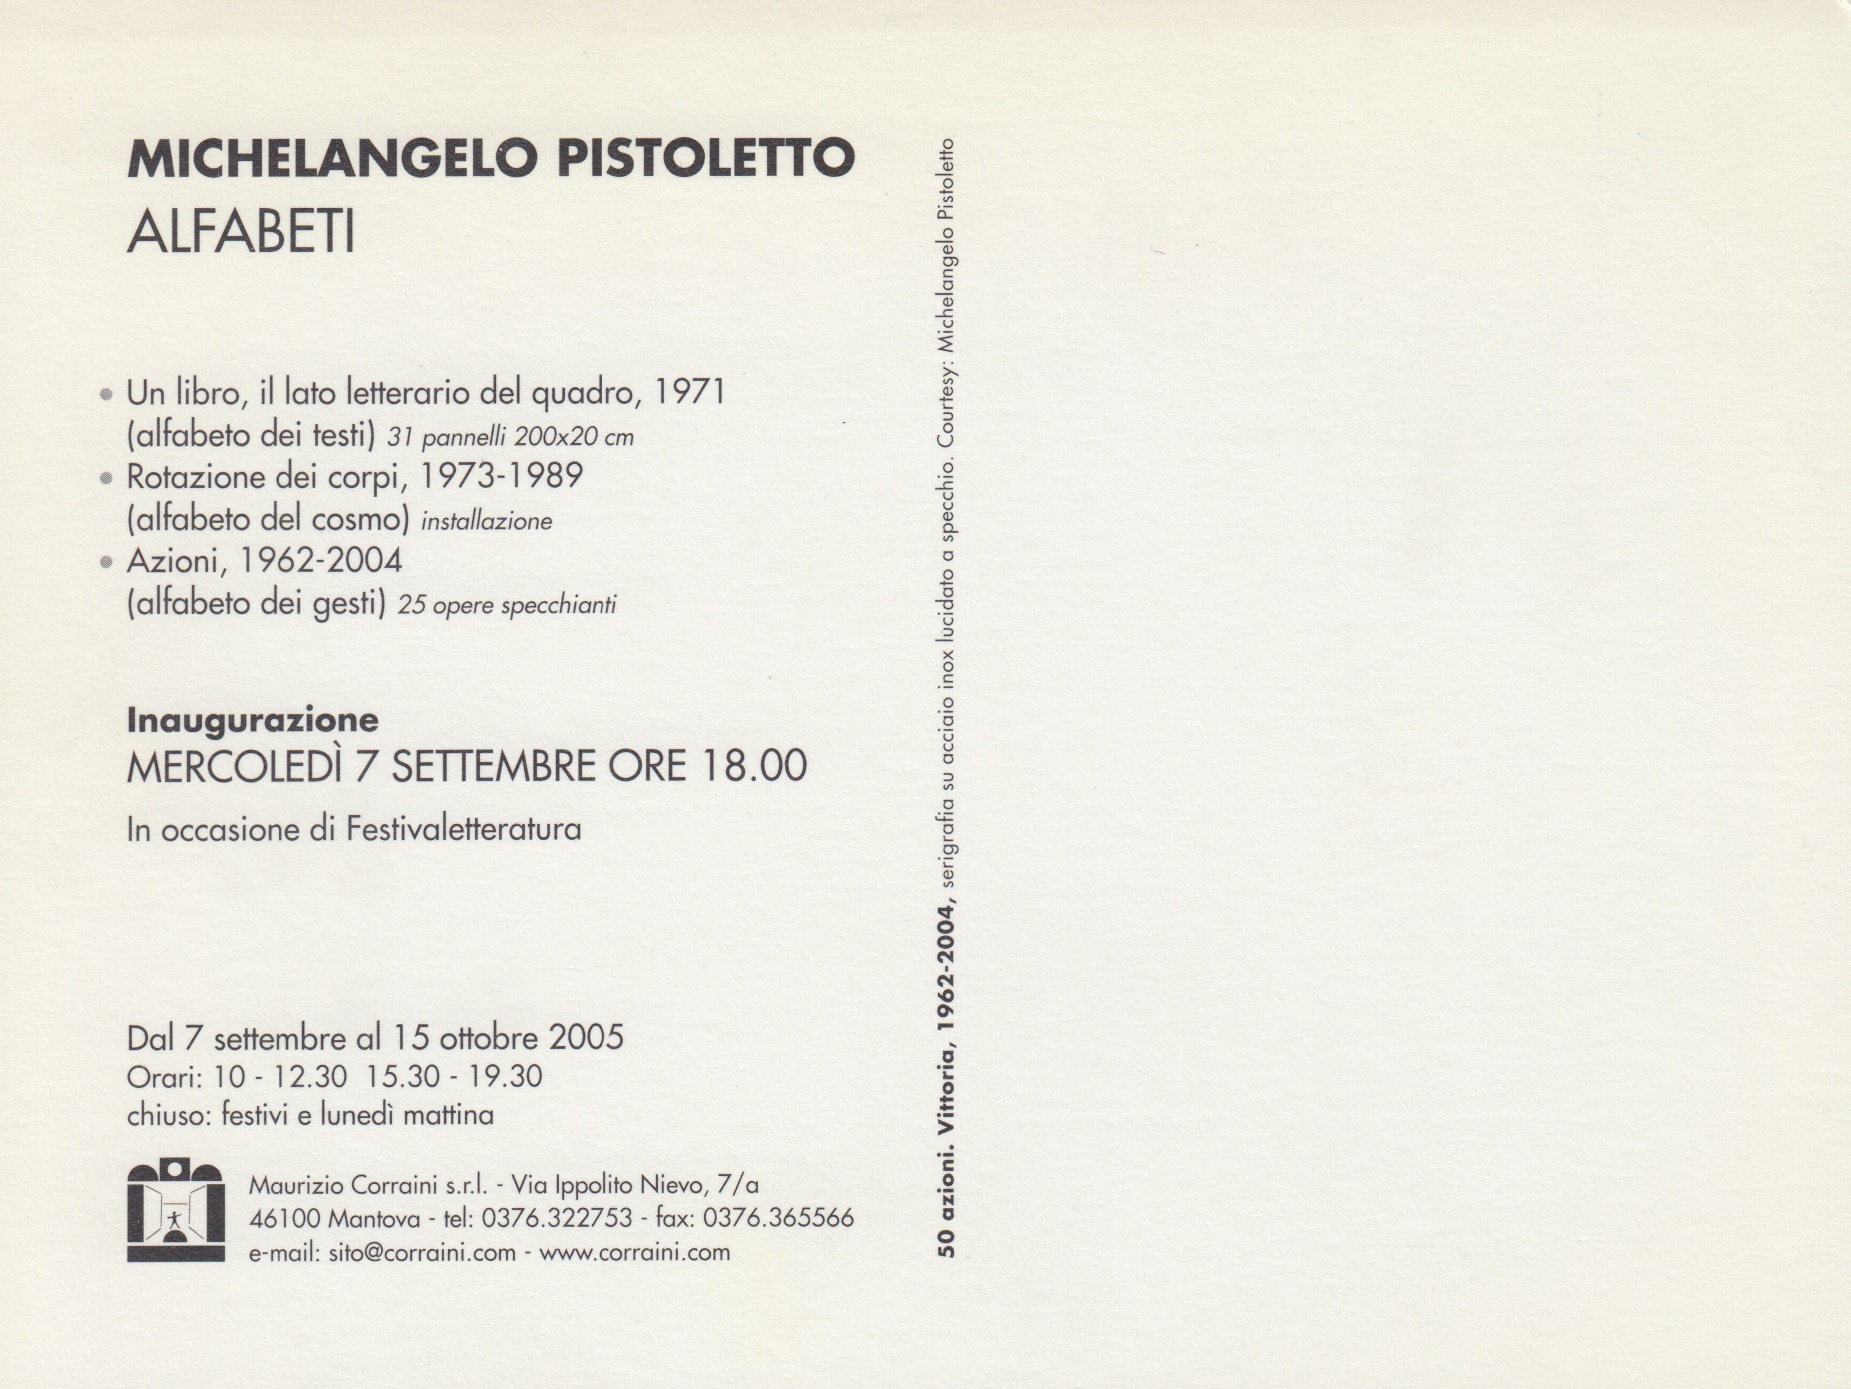 MICHELANGELO PISTOLETTO
ALFABETI
• Un libro, il lato letterario del quadro, 1971
(alfabeto dei testi) 31 pannelli 200x20 cm
• Rotazione dei corpi, 1973-1989
(alfabeto del cosmo) installazione
• Azioni, 1962-2004
(alfabeto dei gesti) 25 opere specchianti
Inaugurazione
MERCOLEDÌ 7 SETTEMBRE ORE 18.00
In occasione di Festivaletteratura
Dal 7 settembre al 15 ottobre 2005
Orari: 10 - 12.30 15.30 - 19.30
chiuso: festivi e lunedì mattina
Maurizio Corraini s.r.l. - Via Ippolito Nievo, 7/a
46100 Mantova - tel: 0376.322753 - fax: 0376.365566
e-mail: sito@corraini.com - www.corraini.com
50 azioni. Vittoria, 1962-2004, serigrafia su acciaio inox lucidato a specchio. Courtesy: Michelangelo Pistoletto